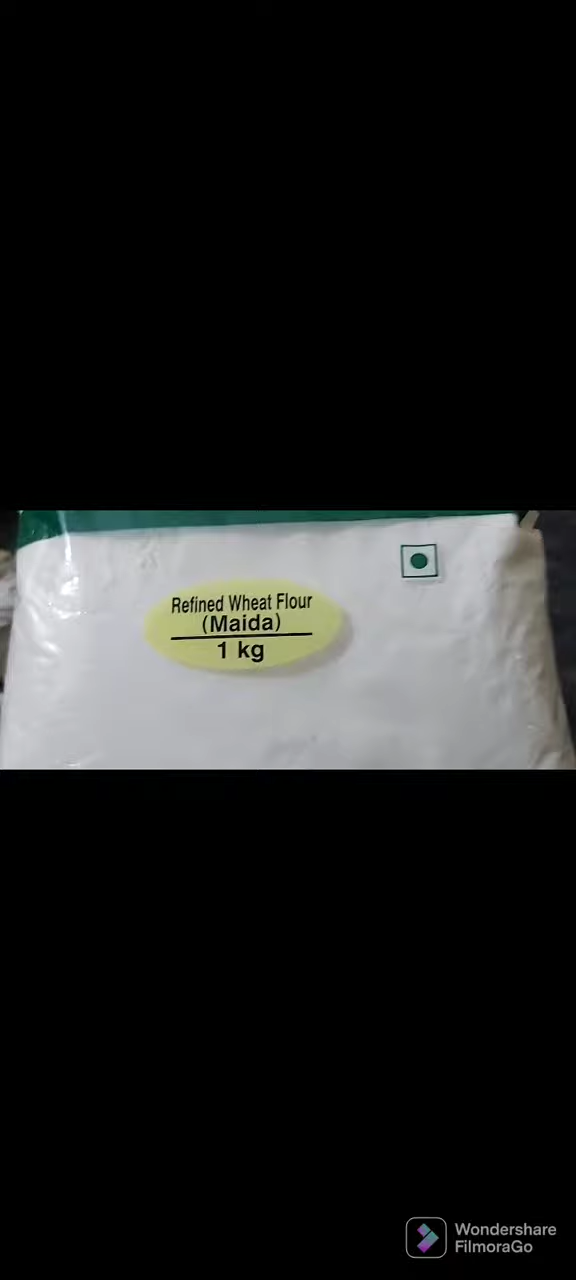 Refined Wheat Flour
(Maida)
1 kg
Wondershare
FilmoraGo